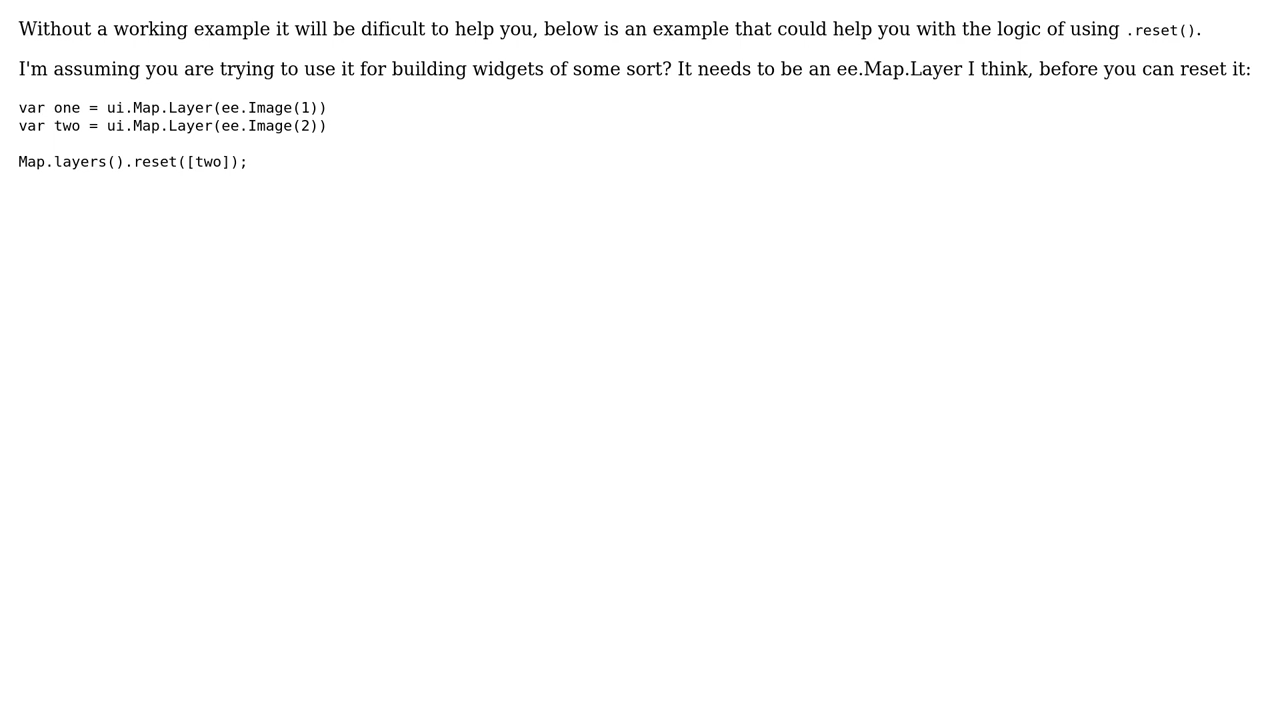 Without a working example it will be dificult to help you, below is an example that could help you with the logic of using .reset().
I'm assuming you are trying to use it for building widgets of some sort? It needs to be an ee.Map.Layer I think, before you can reset it:
var one = ui.Map.Layer(ee.Image(1))
var two = ui.Map.Layer(ee.Image(2))
Map.layers().reset([two]);